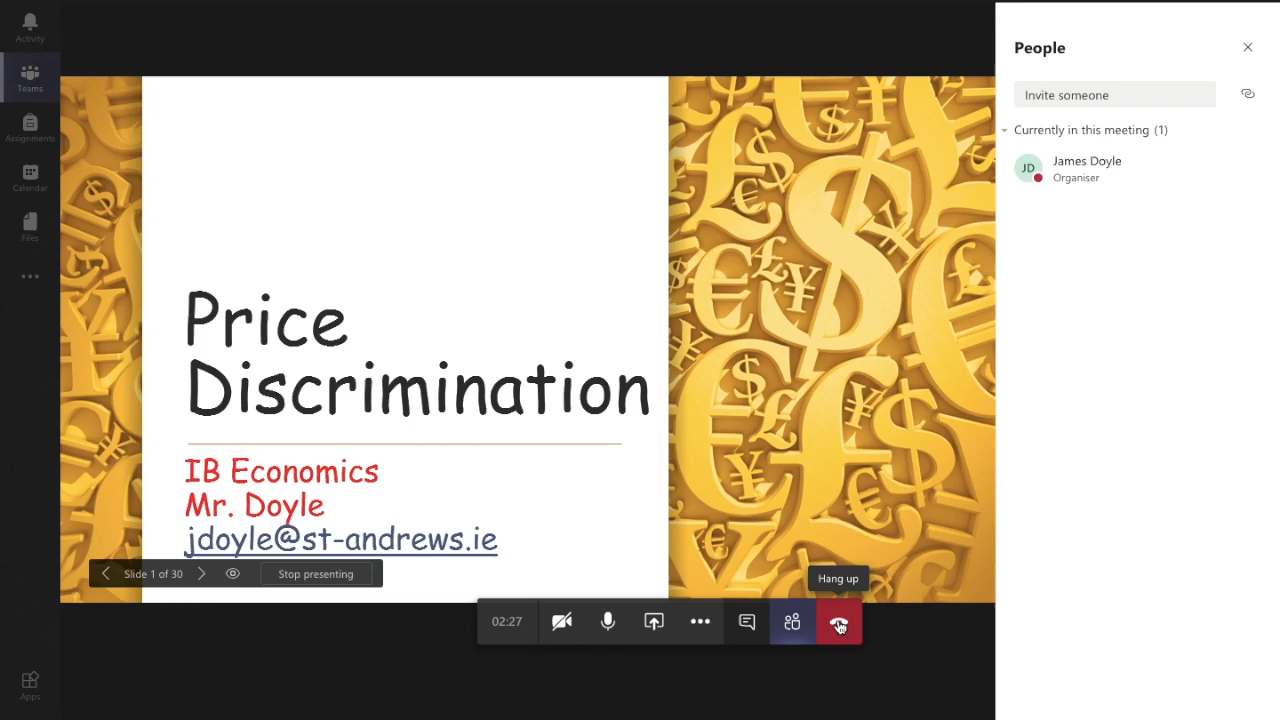 Activity
Teams
Assignments
Calendar
Files
Apps
Price
Discrimination
IB Economics
Mr. Doyle
jdoyle@st-andrews.ie
Slide 1 of 30
Stop presenting
Hang up
02:27
People
Invite someone
Currently in this meeting (1)
JD
James Doyle
Organiser